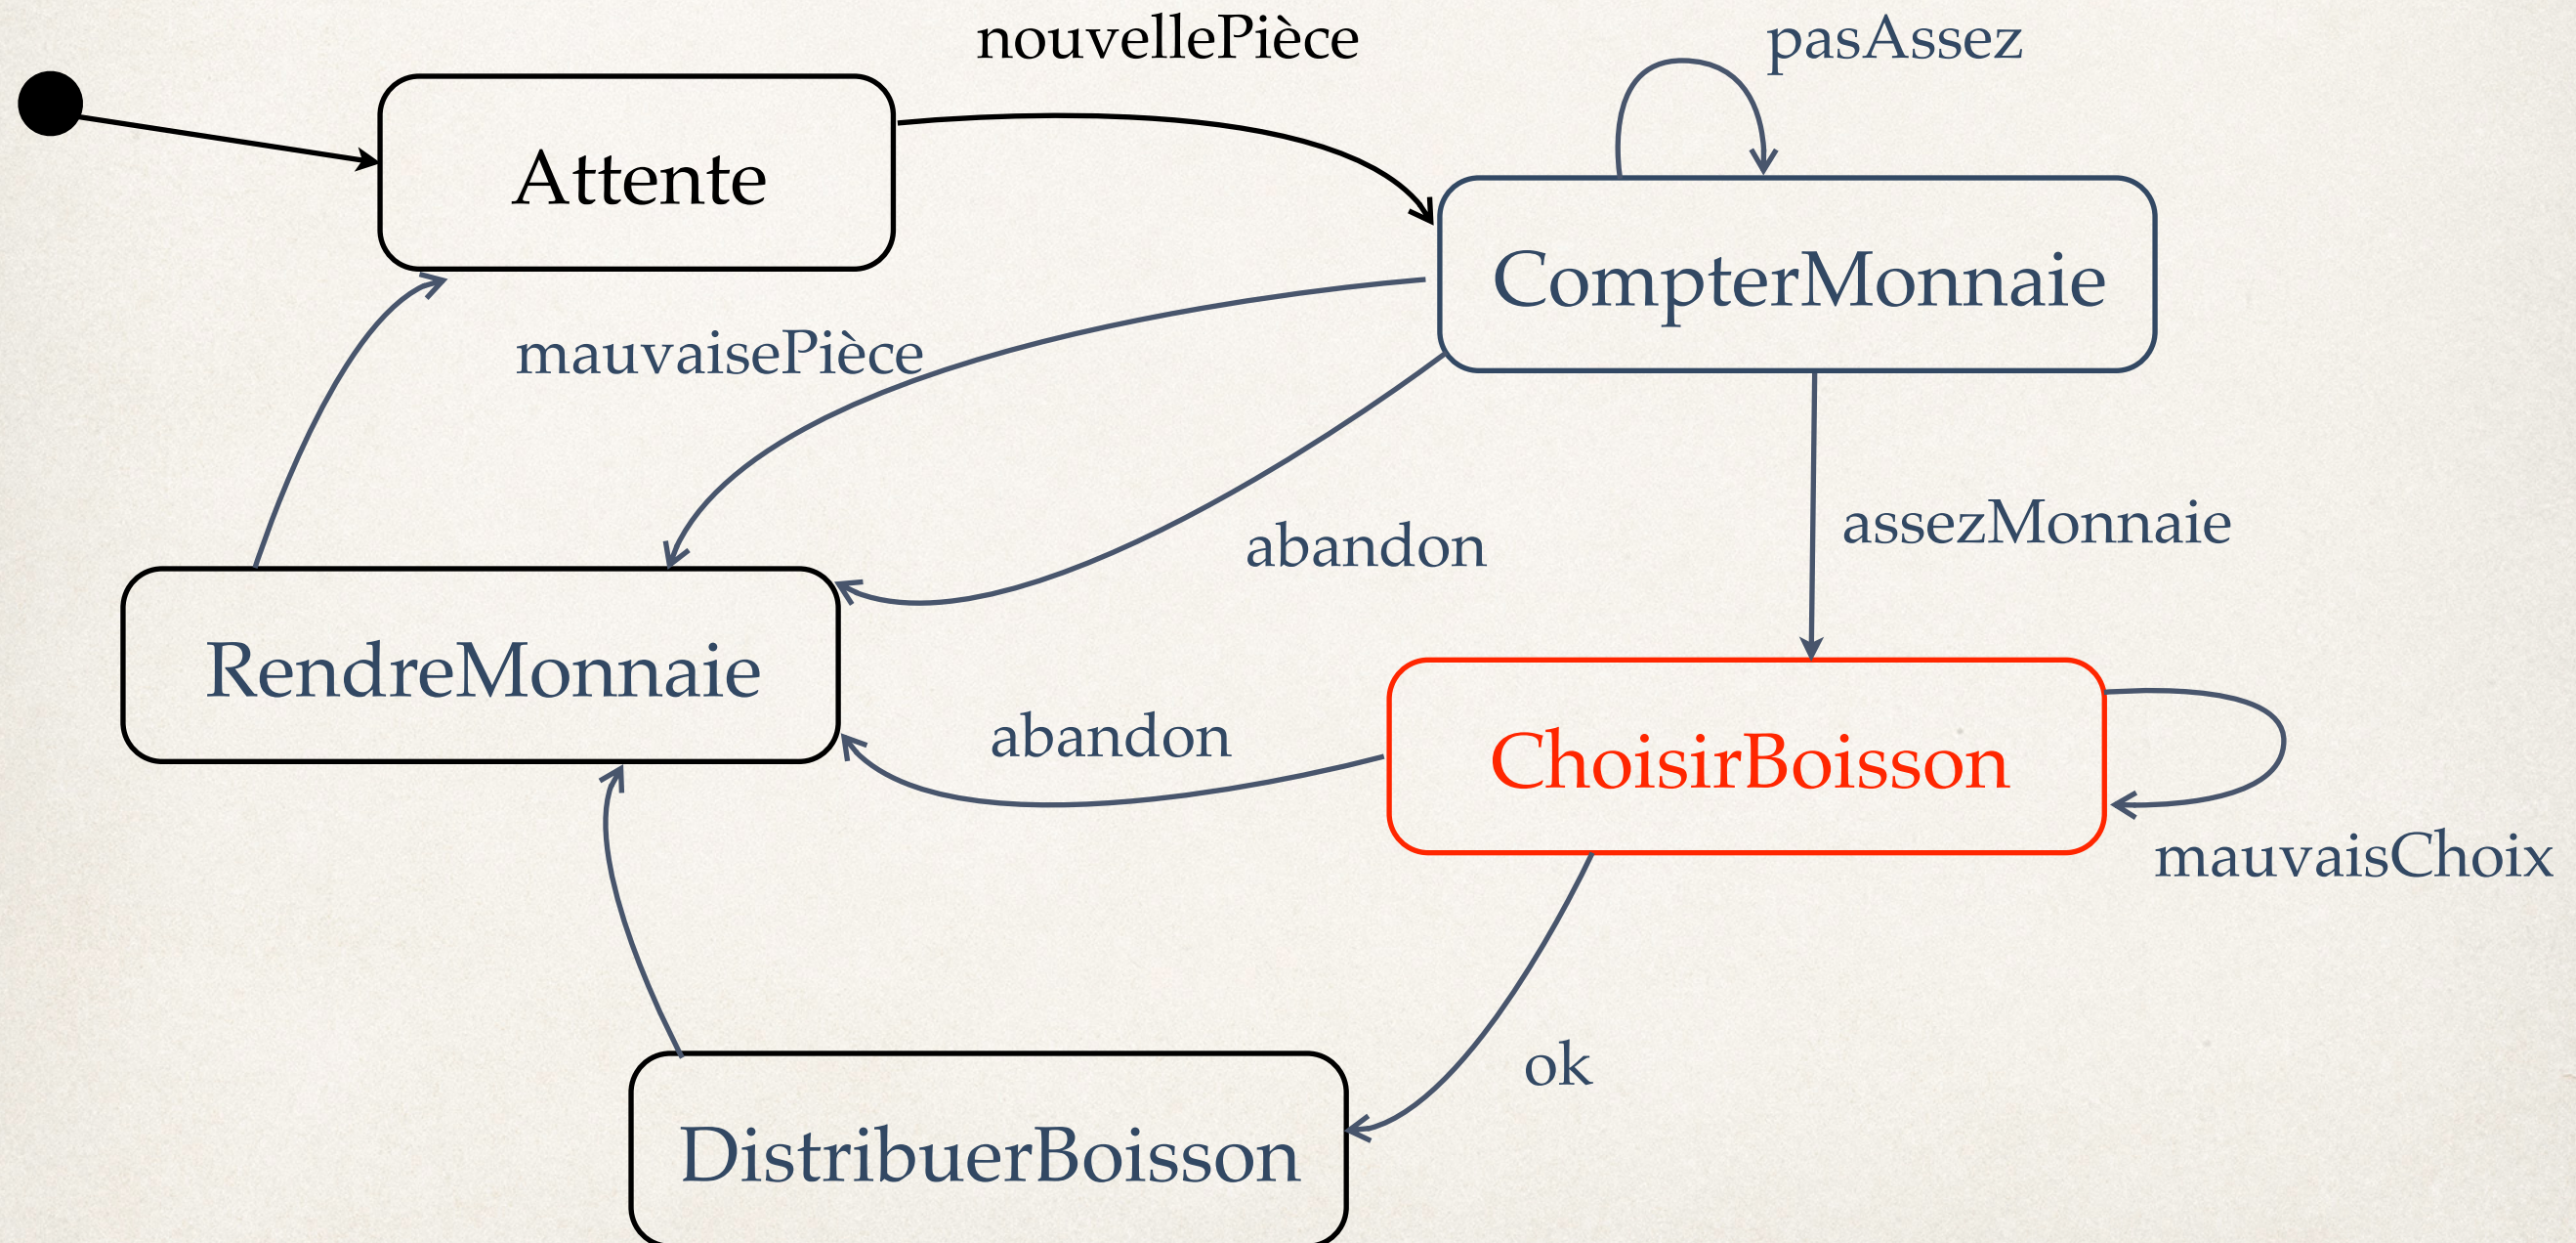 nouvellePièce
pasAssez
Attente
CompterMonnaie
mauvaisePièce
assezMonnaie
abandon
RendreMonnaie
abandon
ChoisirBoisson
mauvaisChoix
ok
DistribuerBoisson